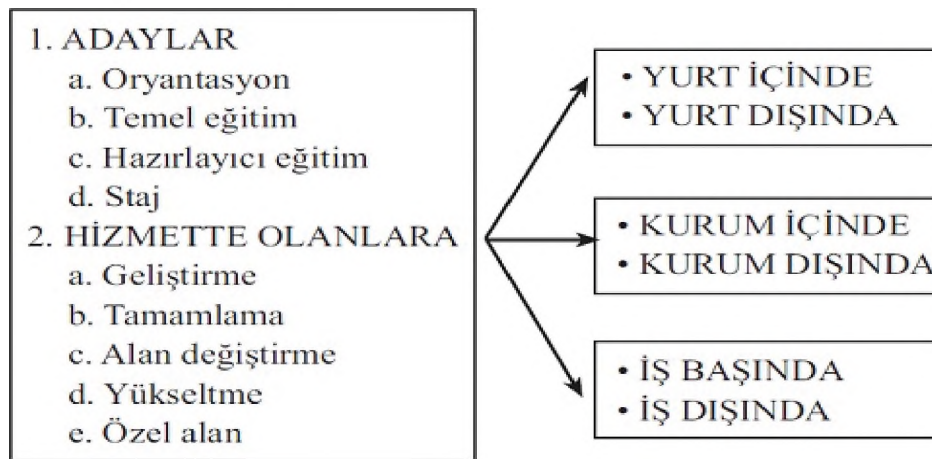 1. ADAYLAR
a. Oryantasyon
b. Temel eğitim
c. Hazırlayıcı eğitim
d. Staj
2. HİZMETTE OLANLARA
a. Geliştirme
b. Tamamlama
c. Alan değiştirme
d. Yükseltme
e. Özel alan
• YURT İÇİNDE
• YURT DIŞINDA
• KURUM İÇİNDE
• KURUM DIŞINDA
• İŞ BAŞINDA
• İŞ DIŞINDA